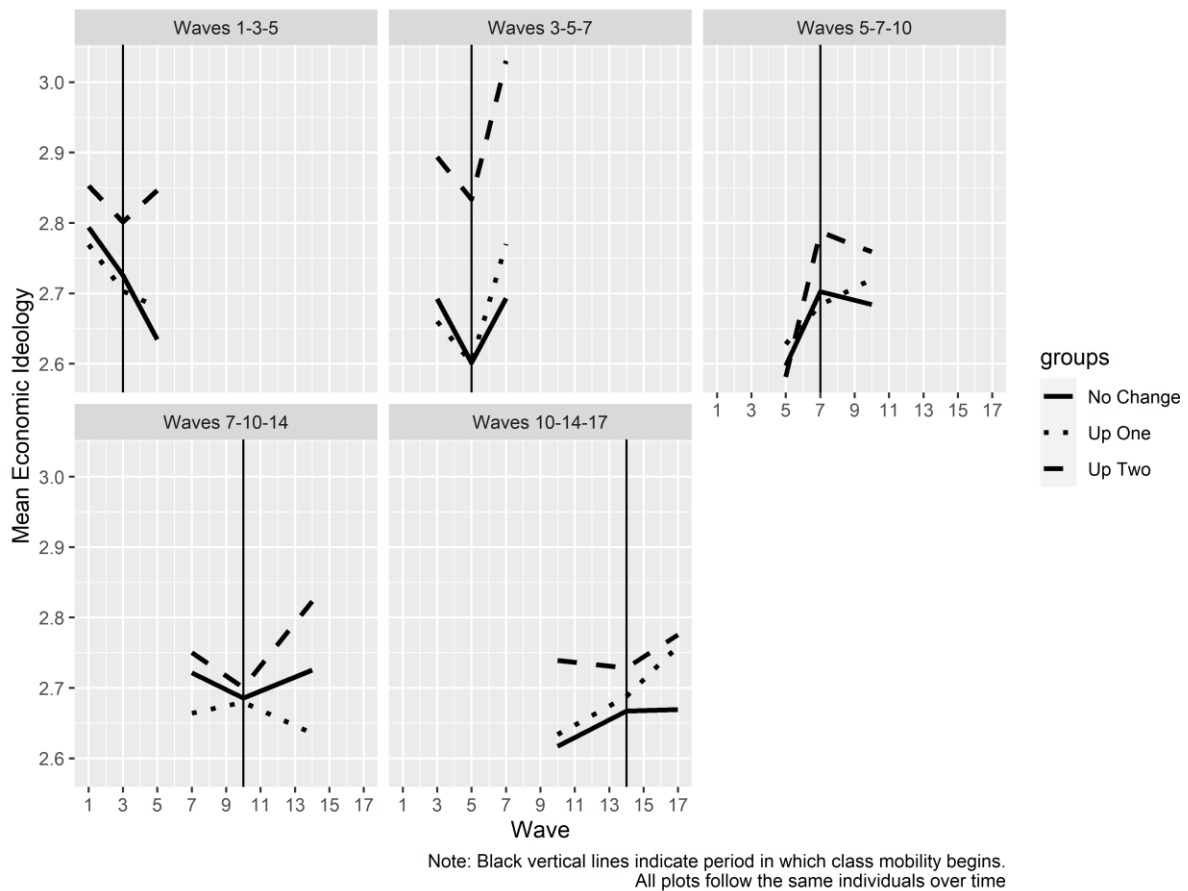 Waves 1-3-5
Waves 3-5-7
Waves 5-7-10
3.0
2.9
2.8
2.7
2.6
1 3 5 7 9 11 13 15 17
Waves 7-10-14
Waves 10-14-17
3.0
2.9
2.8
2.7
2.6
1 3 5 7 9 11 13 15 17
1 3 5 7 9 11 13 15 17
Mean Economic Ideology
Wave
groups
No Change
Up One
Up Two
Note: Black vertical lines indicate period in which class mobility begins.
All plots follow the same individuals over time